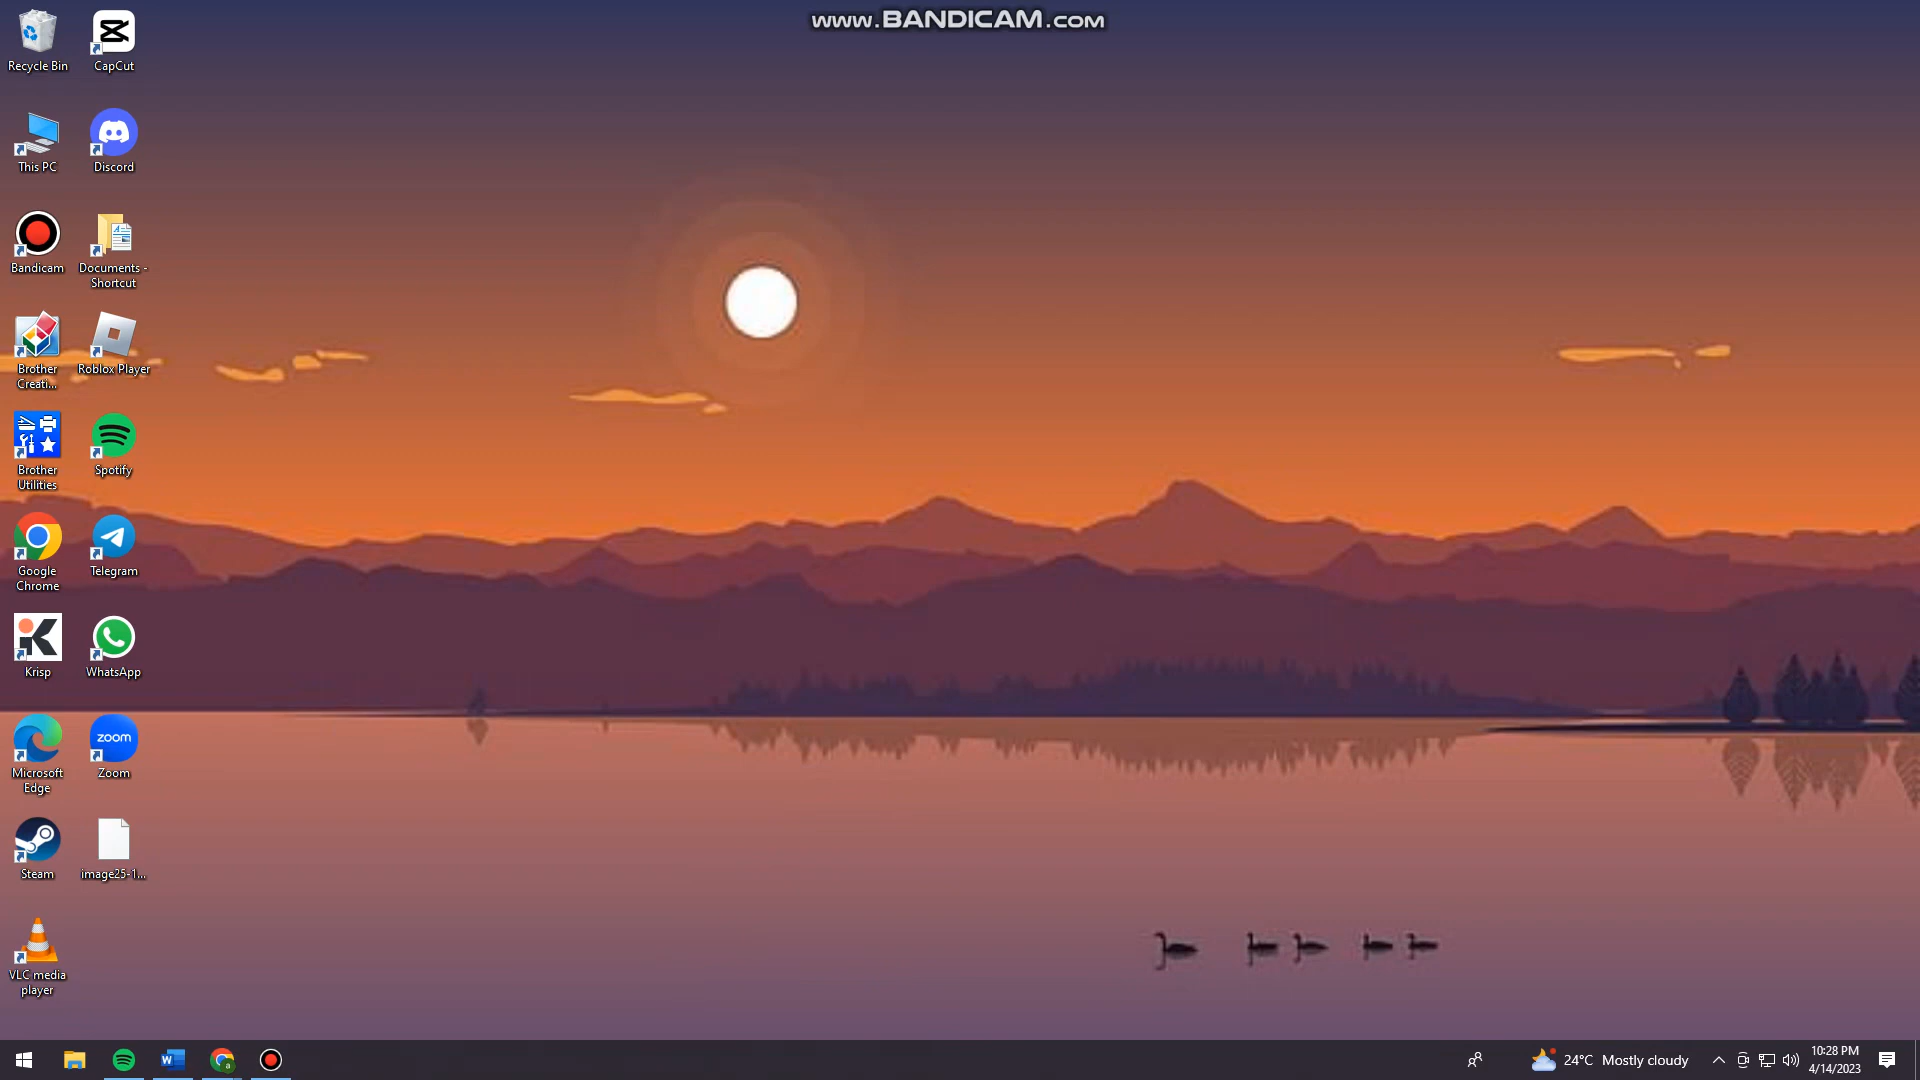 www.BANDICAM.com
Recycle Bin
CapCut
This PC
Discord
Bandicam
Documents -
Shortcut
Brother
Creati...
Roblox Player
Brother
Utilities
Spotify
Google
Chrome
Telegram
Krisp
WhatsApp
Microsoft
Edge
zoom
Zoom
Steam
image25-1...
VLC media
player
W
a
24°C Mostly cloudy
10:28 PM
4/14/2023